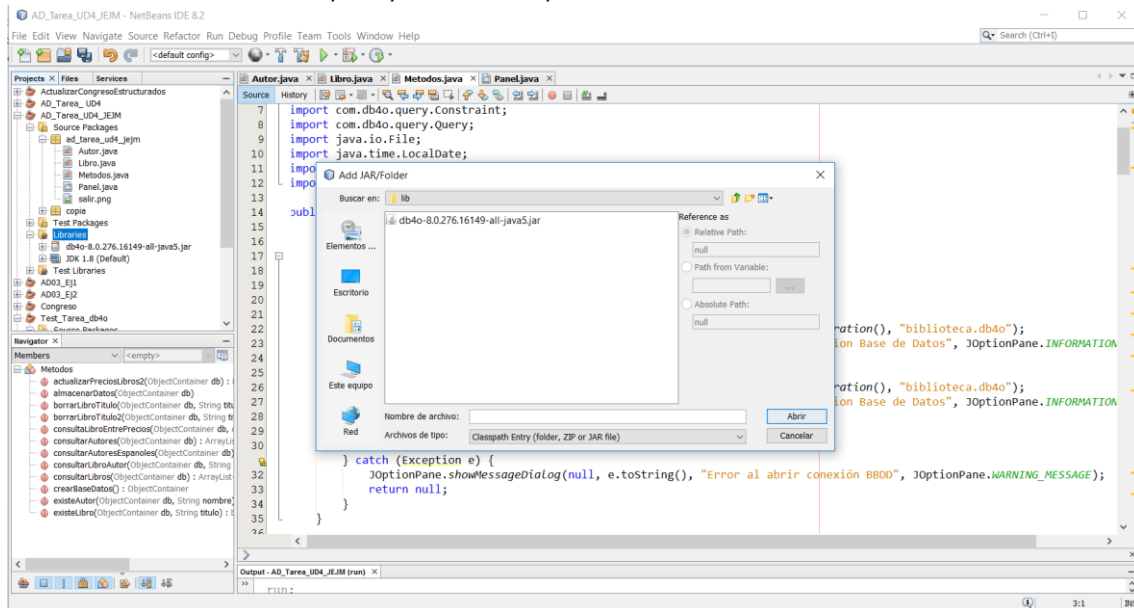 AD_Tarea_UD4_JEJM - NetBeans IDE 8.2
File Edit View Navigate Source Refactor Run Debug Profile Team Tools Window Help
Search (Ctrl+I)
<default config>
Projects Files Services
ActualizarCongresoEstructurados
AD_Tarea_ UD4
AD_Tarea_UD4_JEJM
Source Packages
ad_tarea_ud4_jejm
Autor.java
Libro.java
Metodos.java
Panel.java
salir.png
copia
Test Packages
Libraries
db4o-8.0.276.16149-all-java5.jar
JDK 1.8 (Default)
Test Libraries
AD03_Ej1
AD03_Ej2
Congreso
Test_Tarea_db4o
Source Packages
Navigator
Members <empty>
Metodos
actualizarPreciosLibros2(ObjectContainer db) : i
almacenarDatos(ObjectContainer db)
borrarLibroTitulo(ObjectContainer db, String titu
borrarLibroTitulo2(ObjectContainer db, String ti
consultaLibroEntrePrecios(ObjectContainer db, 
consultarAutores(ObjectContainer db) : ArrayLis
consultarAutoresEspanoles(ObjectContainer db)
consultarLibroAutor(ObjectContainer db, String
consultarLibros(ObjectContainer db) : ArrayList<
crearBaseDatos() : ObjectContainer
existeAutor(ObjectContainer db, String nombre)
existeLibro(ObjectContainer db, String titulo) : b
Autor.java Libro.java Metodos.java Panel.java
Source History
7 import com.db4o.query.Constraint;
8 import com.db4o.query.Query;
9 import java.io.File;
10 import java.time.LocalDate;
11 impo
12 impo
13
14 publ
15
16
17
18
19
20
21
22 ration(), "biblioteca.db4o");
23 ion Base de Datos", JOptionPane.INFORMATION
24
25
26 ration(), "biblioteca.db4o");
27 ion Base de Datos", JOptionPane.INFORMATION
28
29
30
} catch (Exception e) {
32 JOptionPane.showMessageDialog(null, e.toString(), "Error al abrir conexión BBDD", JOptionPane.WARNING_MESSAGE);
33 return null;
34 }
35 }
36
Add JAR/Folder
Buscar en: lib
db4o-8.0.276.16149-all-java5.jar
Elementos ...
Escritorio
Documentos
Este equipo
Red
Reference as
Relative Path:
null
Path from Variable:
...
Absolute Path:
null
Nombre de archivo:
Abrir
Archivos de tipo: Classpath Entry (folder, ZIP or JAR file)
Cancelar
Output - AD_Tarea_UD4_JEJM (run)
run:
3:1